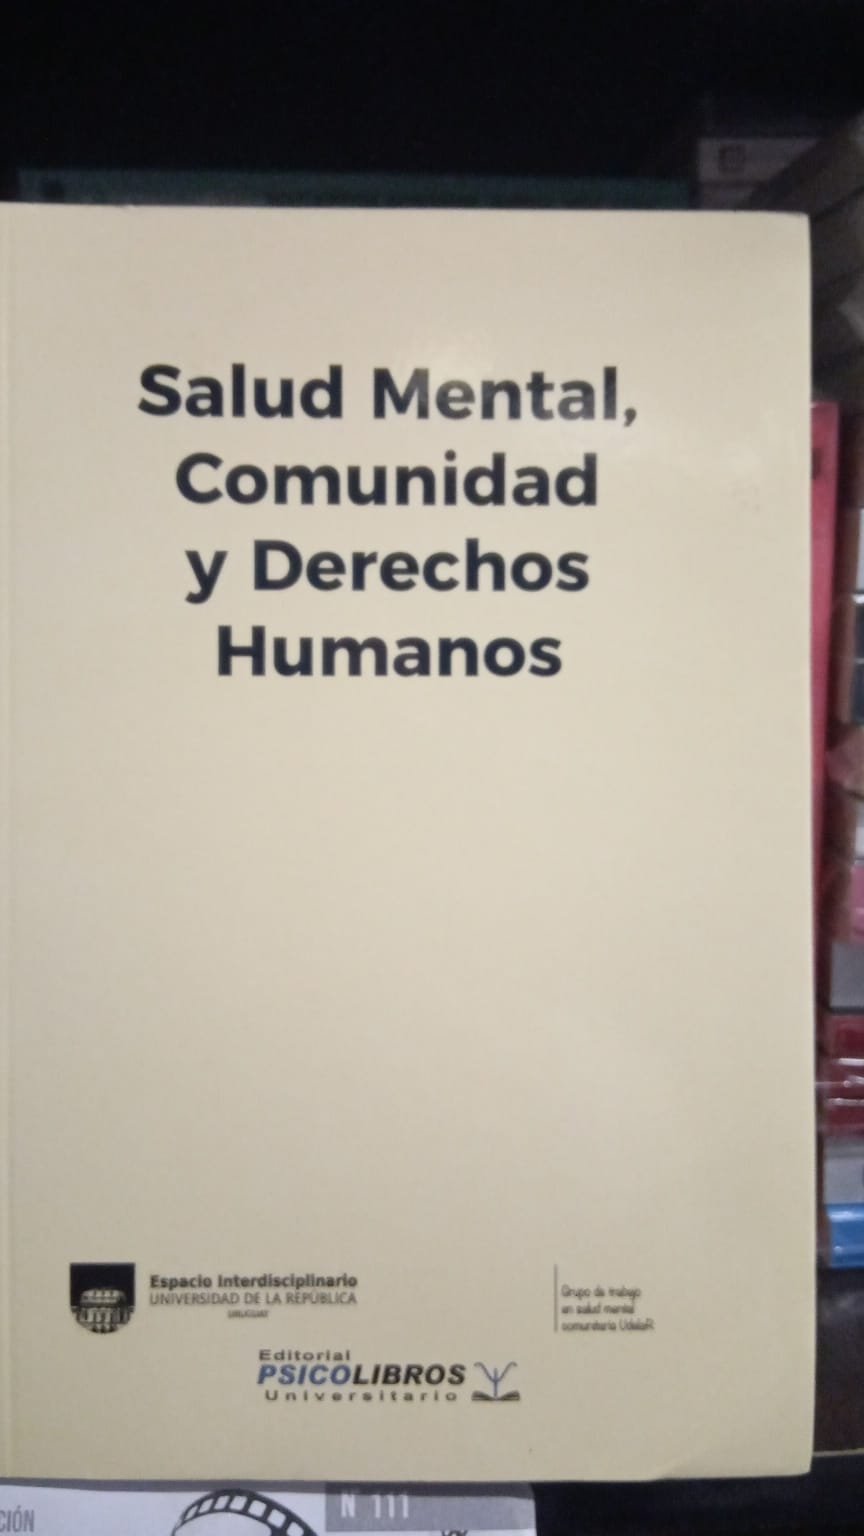 Salud Mental,
Comunidad
y Derechos
Humanos
Espacio Interdisciplinario
UNIVERSIDAD DE LA REPÚBLICA
URUGUAY
Grupo de trabajo
en salud mental
comunitaria UdelaR
Editorial
PSICOLIBROS
Universitario
CIÓN
N 111